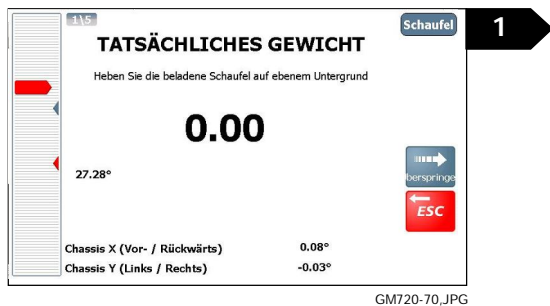 1\5
Schaufel
1
TATSÄCHLICHES GEWICHT
Heben Sie die beladene Schaufel auf ebenem Untergrund
0.00
27.28°
berspringe
ESC
Chassis X (Vor- / Rückwärts) 0.08°
Chassis Y (Links / Rechts) -0.03°
GM720-70,JPG